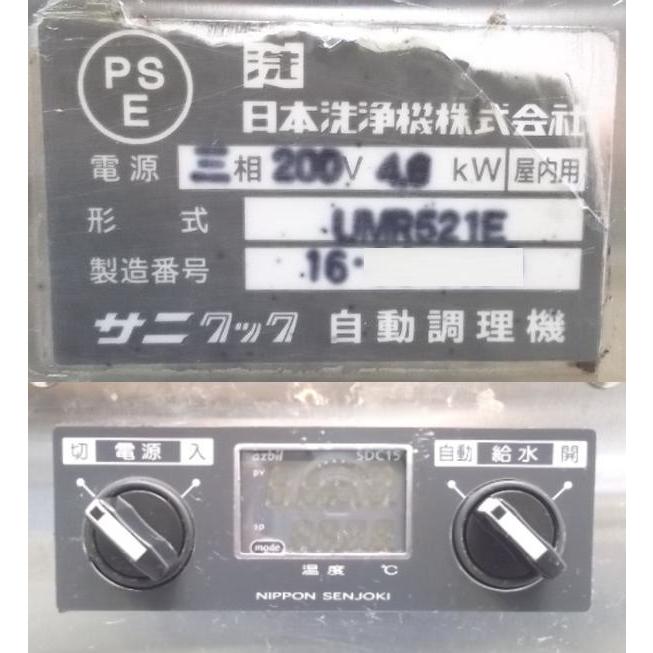 PS
E
洗
日本洗浄機株式会社
電源 三相 200V 4.6 kW 屋内用
形式 UMR521E
製造番号 16
サニクック 自動調理機
切 電源 入
azbil SDC15
自動 給水 開
PV
SP
mode
温度 ℃
NIPPON SENJOKI